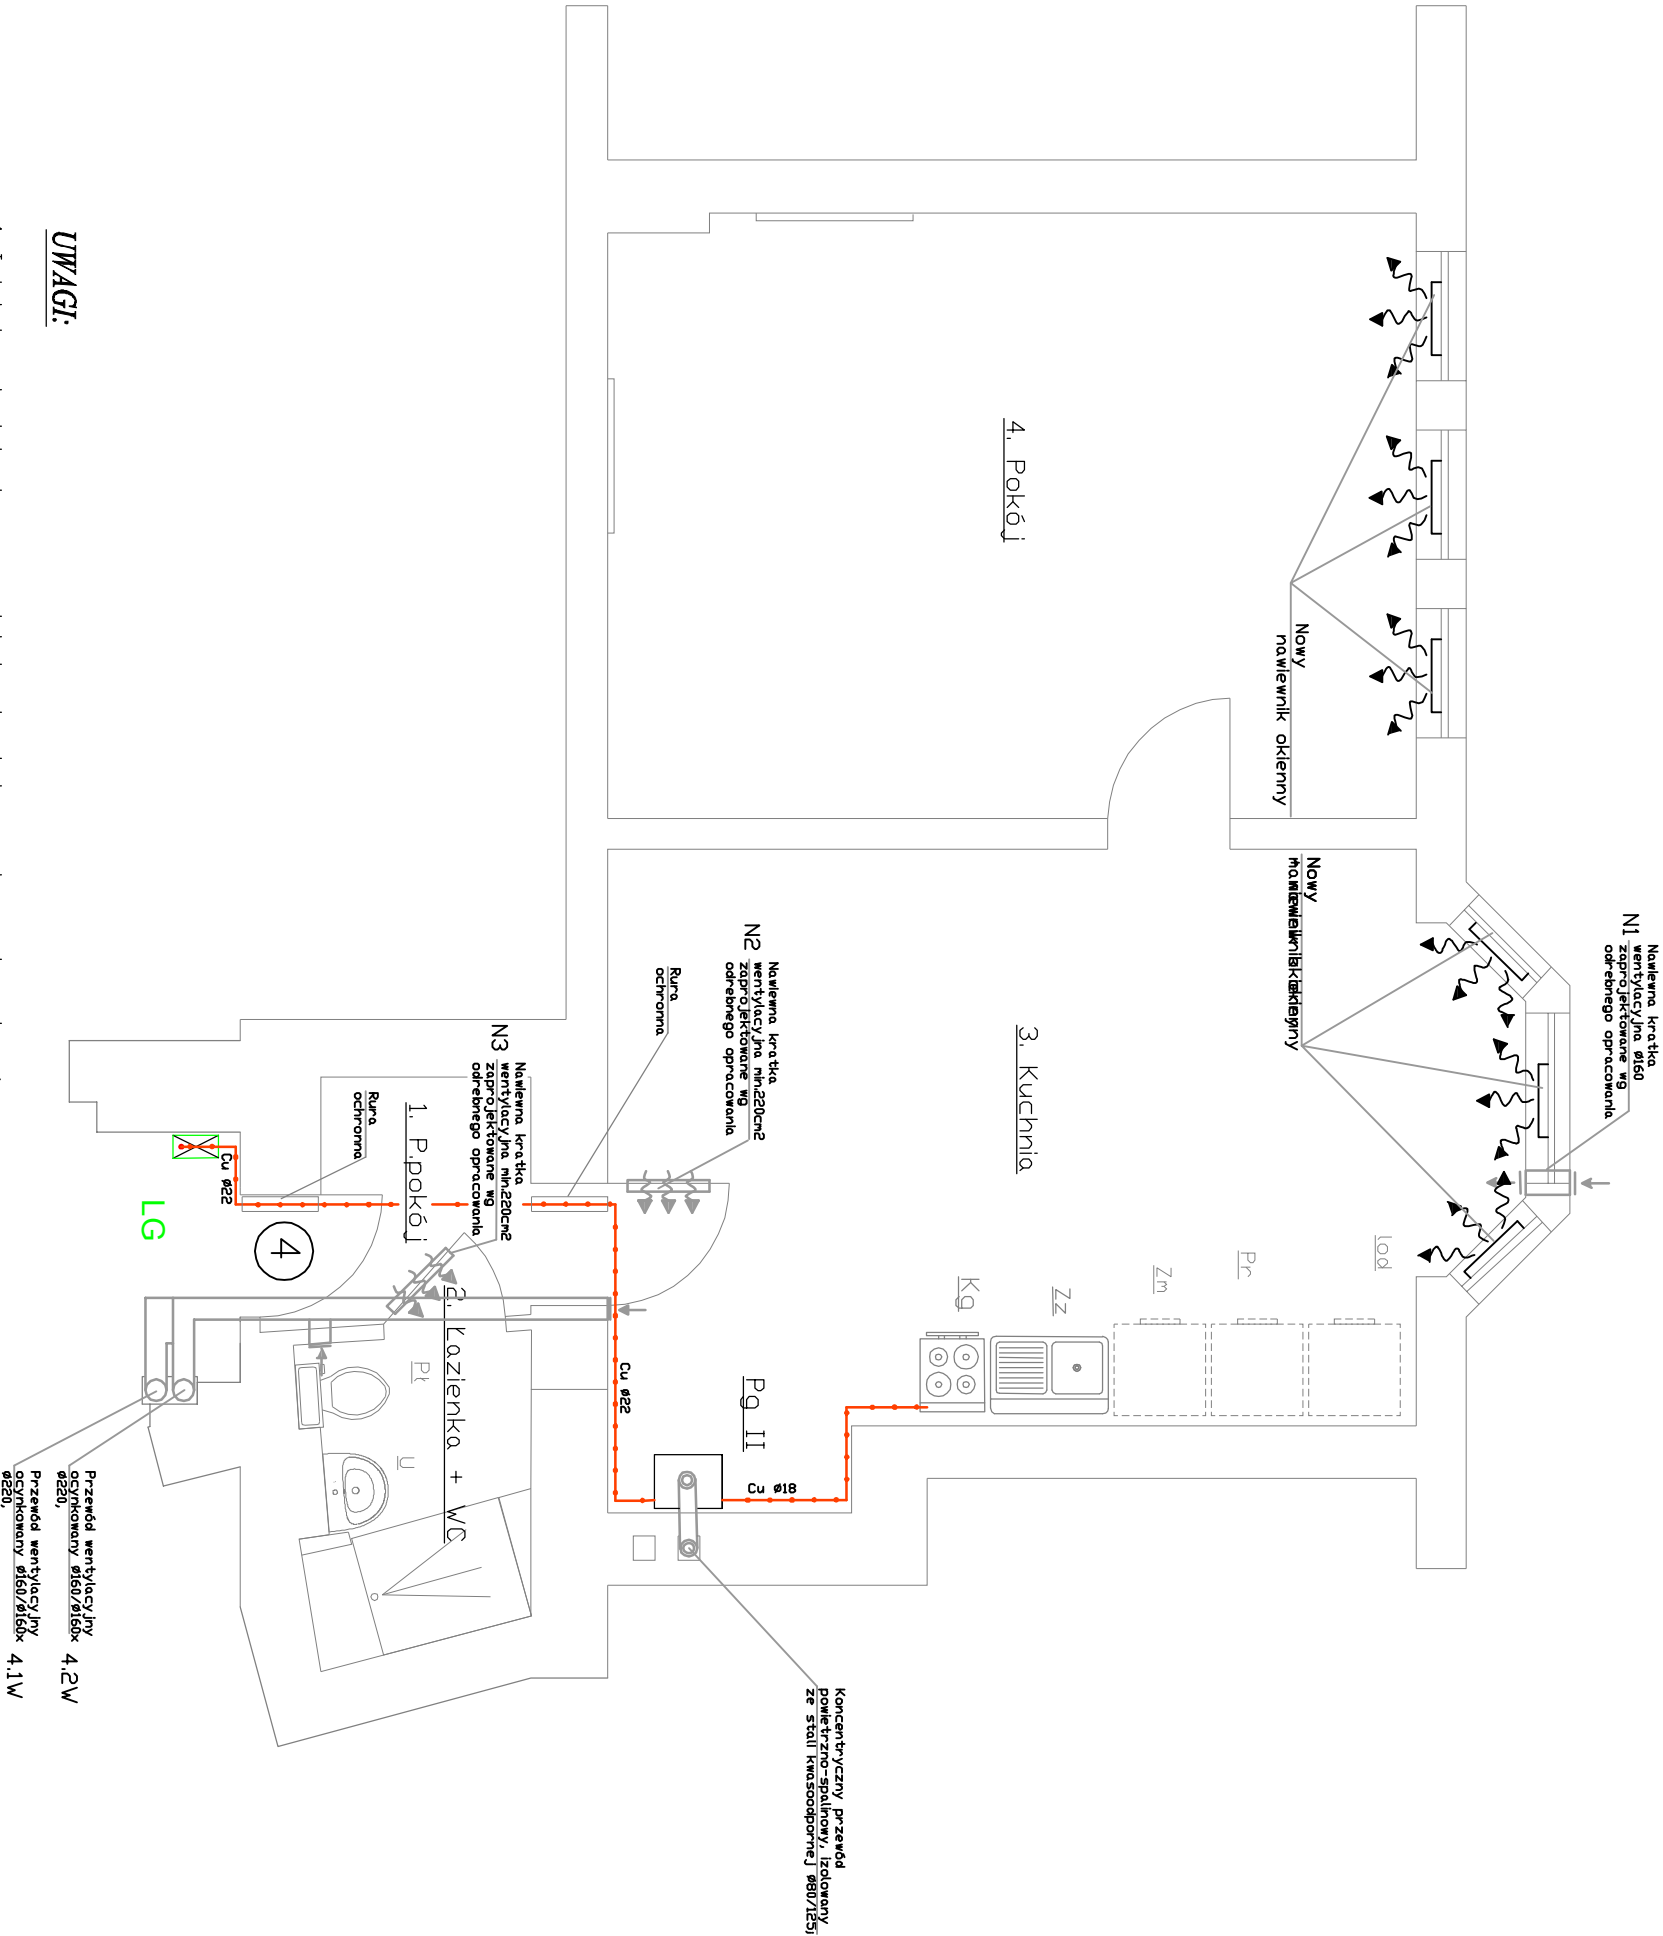 N1
Nawiewna kratka
wentylacyjna ø160
zaprojektowane wg
odrebnego opracowania
Nowy
nawiewnik okienny
Nowy
4. Pokój
3. Kuchnia
lod
Pr
Zm
Zz
Kg
N2
Nawiewna kratka
wentylacyjna min.220cm2
zaprojektowane wg
odrebnego opracowania
Rura
ochronna
Pg II
Cu ø18
Cu ø22
Koncentryczny przewód
powietrzno-spalinowy, izolowany
ze stali kwasoodpornej ø80/125;
N3
Nawiewna kratka
wentylacyjna min.220cm2
zaprojektowane wg
odrebnego opracowania
1. P.pokój
2. Łazienka + WC
Pł
U
Rura
ochronna
4
Cu ø22
LG
Przewód wentylacyjny
ocynkowany ø160/ø160x
ø220,
4.2W
Przewód wentylacyjny
ocynkowany ø160/ø160x
ø220,
4.1W
UWAGI: